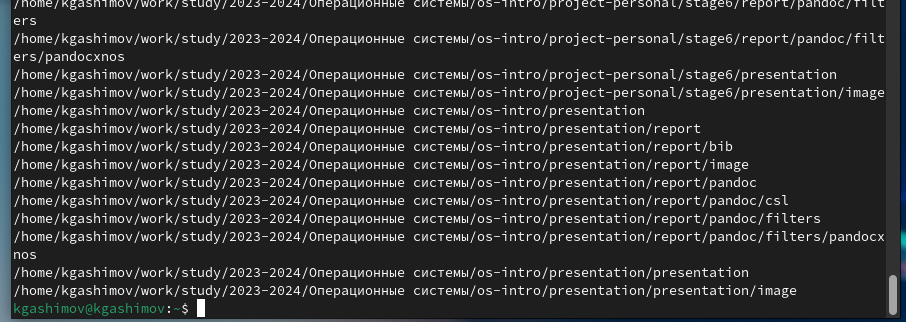 /home/kgashimov/work/study/2023-2024/Операционные системы/os-intro/project-personal/stage6/report/pandoc/filt
ers
/home/kgashimov/work/study/2023-2024/Операционные системы/os-intro/project-personal/stage6/report/pandoc/filt
ers/pandocxnos
/home/kgashimov/work/study/2023-2024/Операционные системы/os-intro/project-personal/stage6/presentation
/home/kgashimov/work/study/2023-2024/Операционные системы/os-intro/project-personal/stage6/presentation/image
/home/kgashimov/work/study/2023-2024/Операционные системы/os-intro/presentation
/home/kgashimov/work/study/2023-2024/Операционные системы/os-intro/presentation/report
/home/kgashimov/work/study/2023-2024/Операционные системы/os-intro/presentation/report/bib
/home/kgashimov/work/study/2023-2024/Операционные системы/os-intro/presentation/report/image
/home/kgashimov/work/study/2023-2024/Операционные системы/os-intro/presentation/report/pandoc
/home/kgashimov/work/study/2023-2024/Операционные системы/os-intro/presentation/report/pandoc/csl
/home/kgashimov/work/study/2023-2024/Операционные системы/os-intro/presentation/report/pandoc/filters
/home/kgashimov/work/study/2023-2024/Операционные системы/os-intro/presentation/report/pandoc/filters/pandocx
nos
/home/kgashimov/work/study/2023-2024/Операционные системы/os-intro/presentation/presentation
/home/kgashimov/work/study/2023-2024/Операционные системы/os-intro/presentation/presentation/image
kgashimov@kgashimov:~$